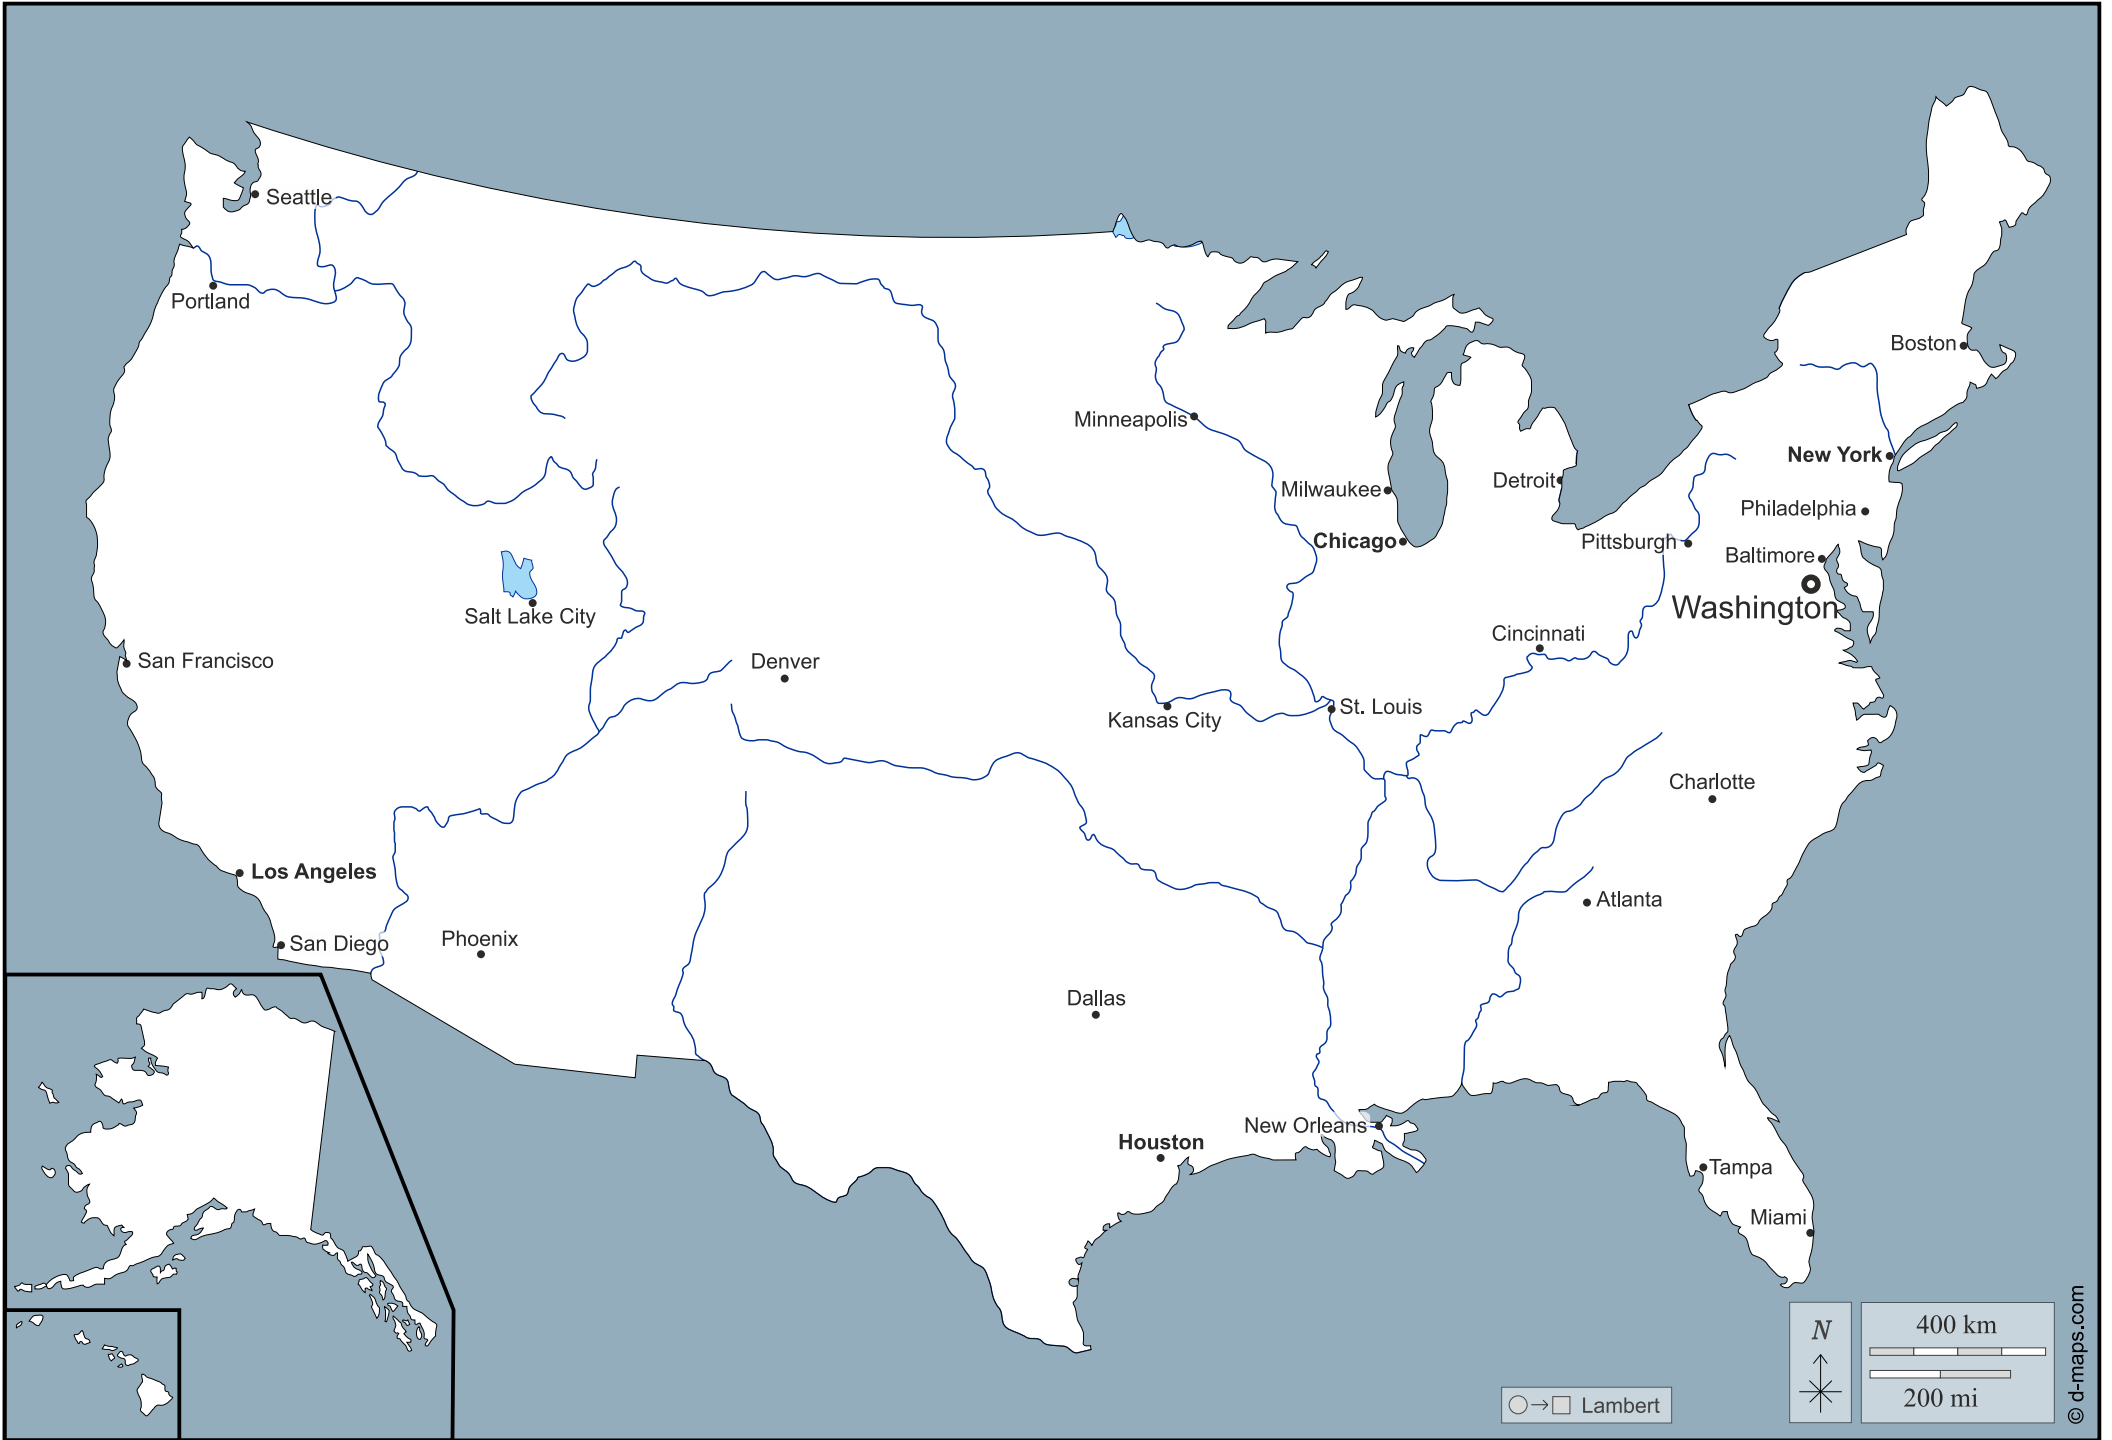 Seattle
Portland
Boston
Minneapolis
New York
Milwaukee
Detroit
Philadelphia
Chicago
Pittsburgh
Baltimore
Washington
Salt Lake City
Cincinnati
San Francisco
Denver
St. Louis
Kansas City
Charlotte
Los Angeles
Atlanta
San Diego
Phoenix
Dallas
New Orleans
Houston
Tampa
Miami
N
400 km
200 mi
Lambert
© d-maps.com